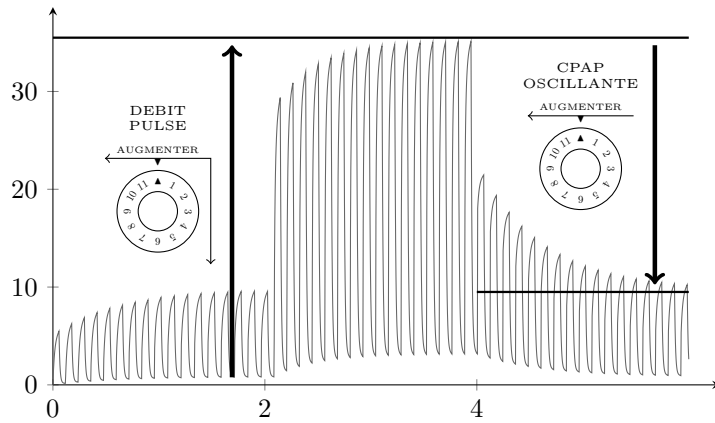 DEBIT
PULSE
AUGMENTER
11 1 2 3 4 5 6 7 8 9 10
CPAP
OSCILLANTE
AUGMENTER
11 1 2 3 4 5 6 7 8 9 10
30
20
10
0
0 2 4